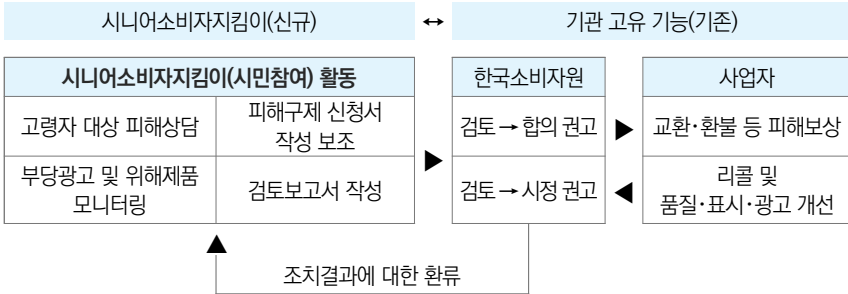 시니어소비자지킴이(신규) ↔ 기관 고유 기능(기존)
시니어소비자지킴이(시민참여) 활동
한국소비자원
사업자
고령자 대상 피해상담
피해구제 신청서
작성 보조
검토 → 합의 권고
▶
교환·환불 등 피해보상
▶
부당광고 및 위해제품
모니터링
검토보고서 작성
검토 → 시정 권고
◀
리콜 및
품질·표시·광고 개선
▲
조치결과에 대한 환류